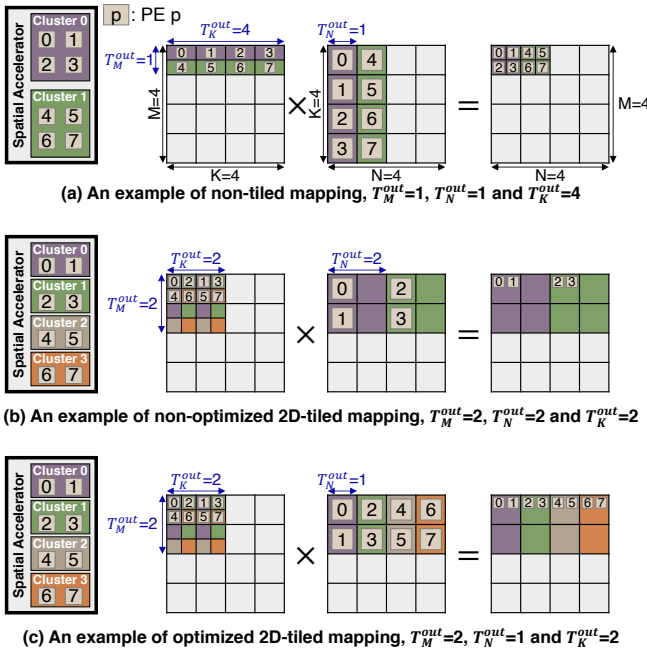 Spatial Accelerator
Cluster 0
0 1
2 3
Cluster 1
4 5
6 7
p : PE p
T_K^out=4
T_M^out=1
M=4
0 1 2 3
4 5 6 7
K=4
×
T_N^out=1
K=4
0 4
1 5
2 6
3 7
N=4
=
0 1 4 5
2 3 6 7
M=4
N=4
(a) An example of non-tiled mapping, T_M^out=1, T_N^out=1 and T_K^out=4
Spatial Accelerator
Cluster 0
0 1
Cluster 1
2 3
Cluster 2
4 5
Cluster 3
6 7
T_K^out=2
T_M^out=2
0 2 1 3
4 6 5 7
×
T_N^out=2
0 2
1 3
=
0 1 2 3
(b) An example of non-optimized 2D-tiled mapping, T_M^out=2, T_N^out=2 and T_K^out=2
Spatial Accelerator
Cluster 0
0 1
Cluster 1
2 3
Cluster 2
4 5
Cluster 3
6 7
T_K^out=2
T_M^out=2
0 2 1 3
4 6 5 7
×
T_N^out=1
0 2 4 6
1 3 5 7
=
0 1 2 3 4 5 6 7
(c) An example of optimized 2D-tiled mapping, T_M^out=2, T_N^out=1 and T_K^out=2